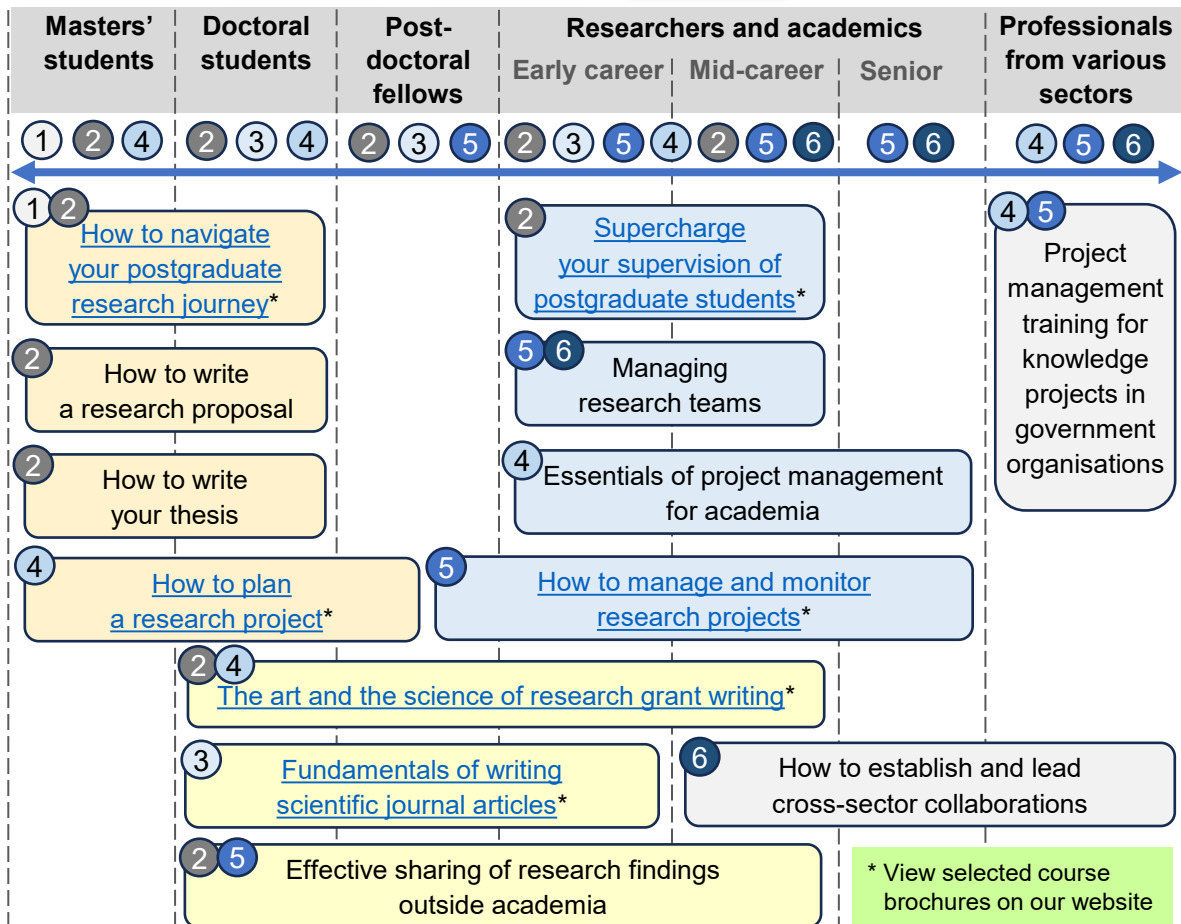 Masters’
students
Doctoral
students
Post-
doctoral
fellows
Researchers and academics
Early career
Mid-career
Senior
Professionals
from various
sectors
1 2 4
2 3 4
2 3 5
2 3 5 4 2 5 6
5 6
4 5 6
1 2
How to navigate
your postgraduate
research journey*
2
How to write
a research proposal
2
How to write
your thesis
4
How to plan
a research project*
2
Supercharge
your supervision of
postgraduate students*
5 6
Managing
research teams
4
Essentials of project management
for academia
5
How to manage and monitor
research projects*
4 5
Project
management
training for
knowledge
projects in
government
organisations
2 4
The art and the science of research grant writing*
3
Fundamentals of writing
scientific journal articles*
6
How to establish and lead
cross-sector collaborations
2 5
Effective sharing of research findings
outside academia
* View selected course
brochures on our website